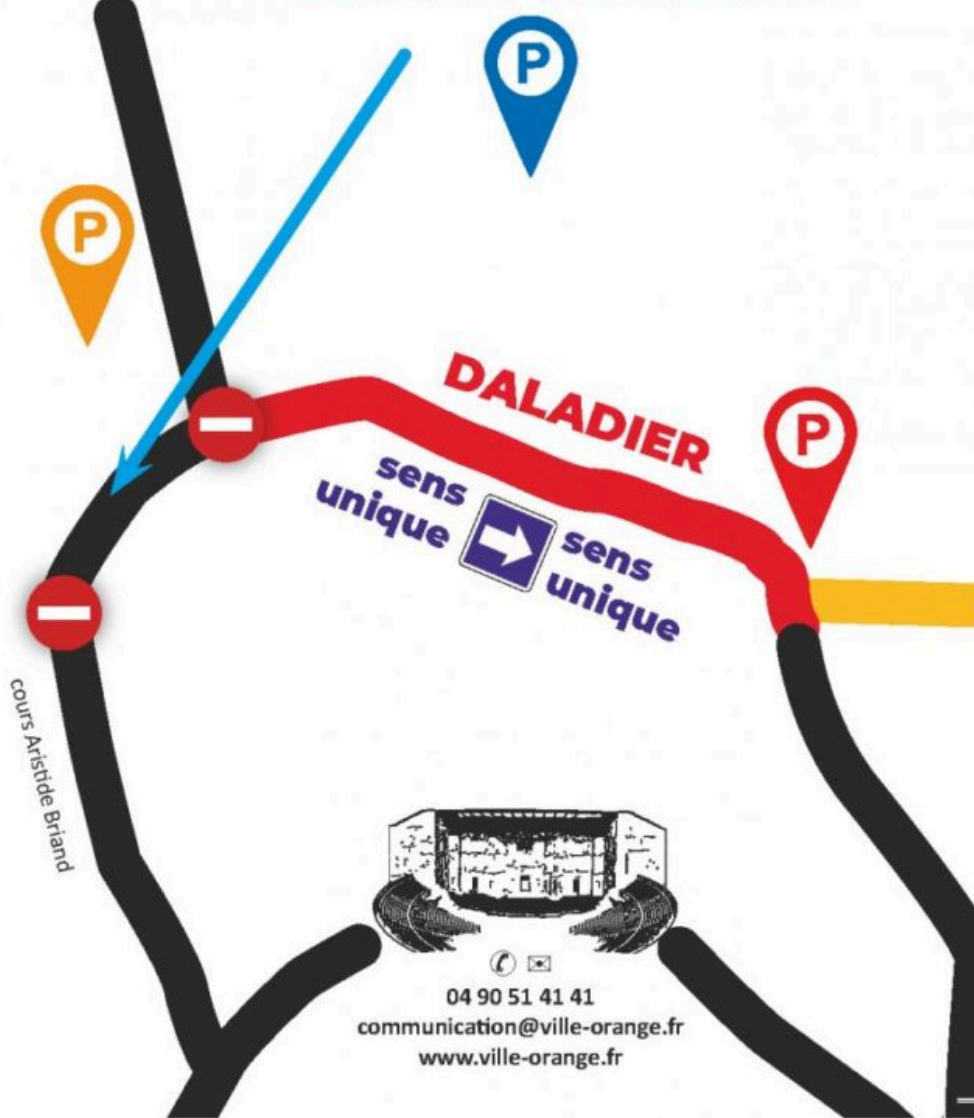 P
P
DALADIER
P
sens
unique
sens
unique
cours Aristide Briand
04 90 51 41 41
communication@ville-orange.fr
www.ville-orange.fr